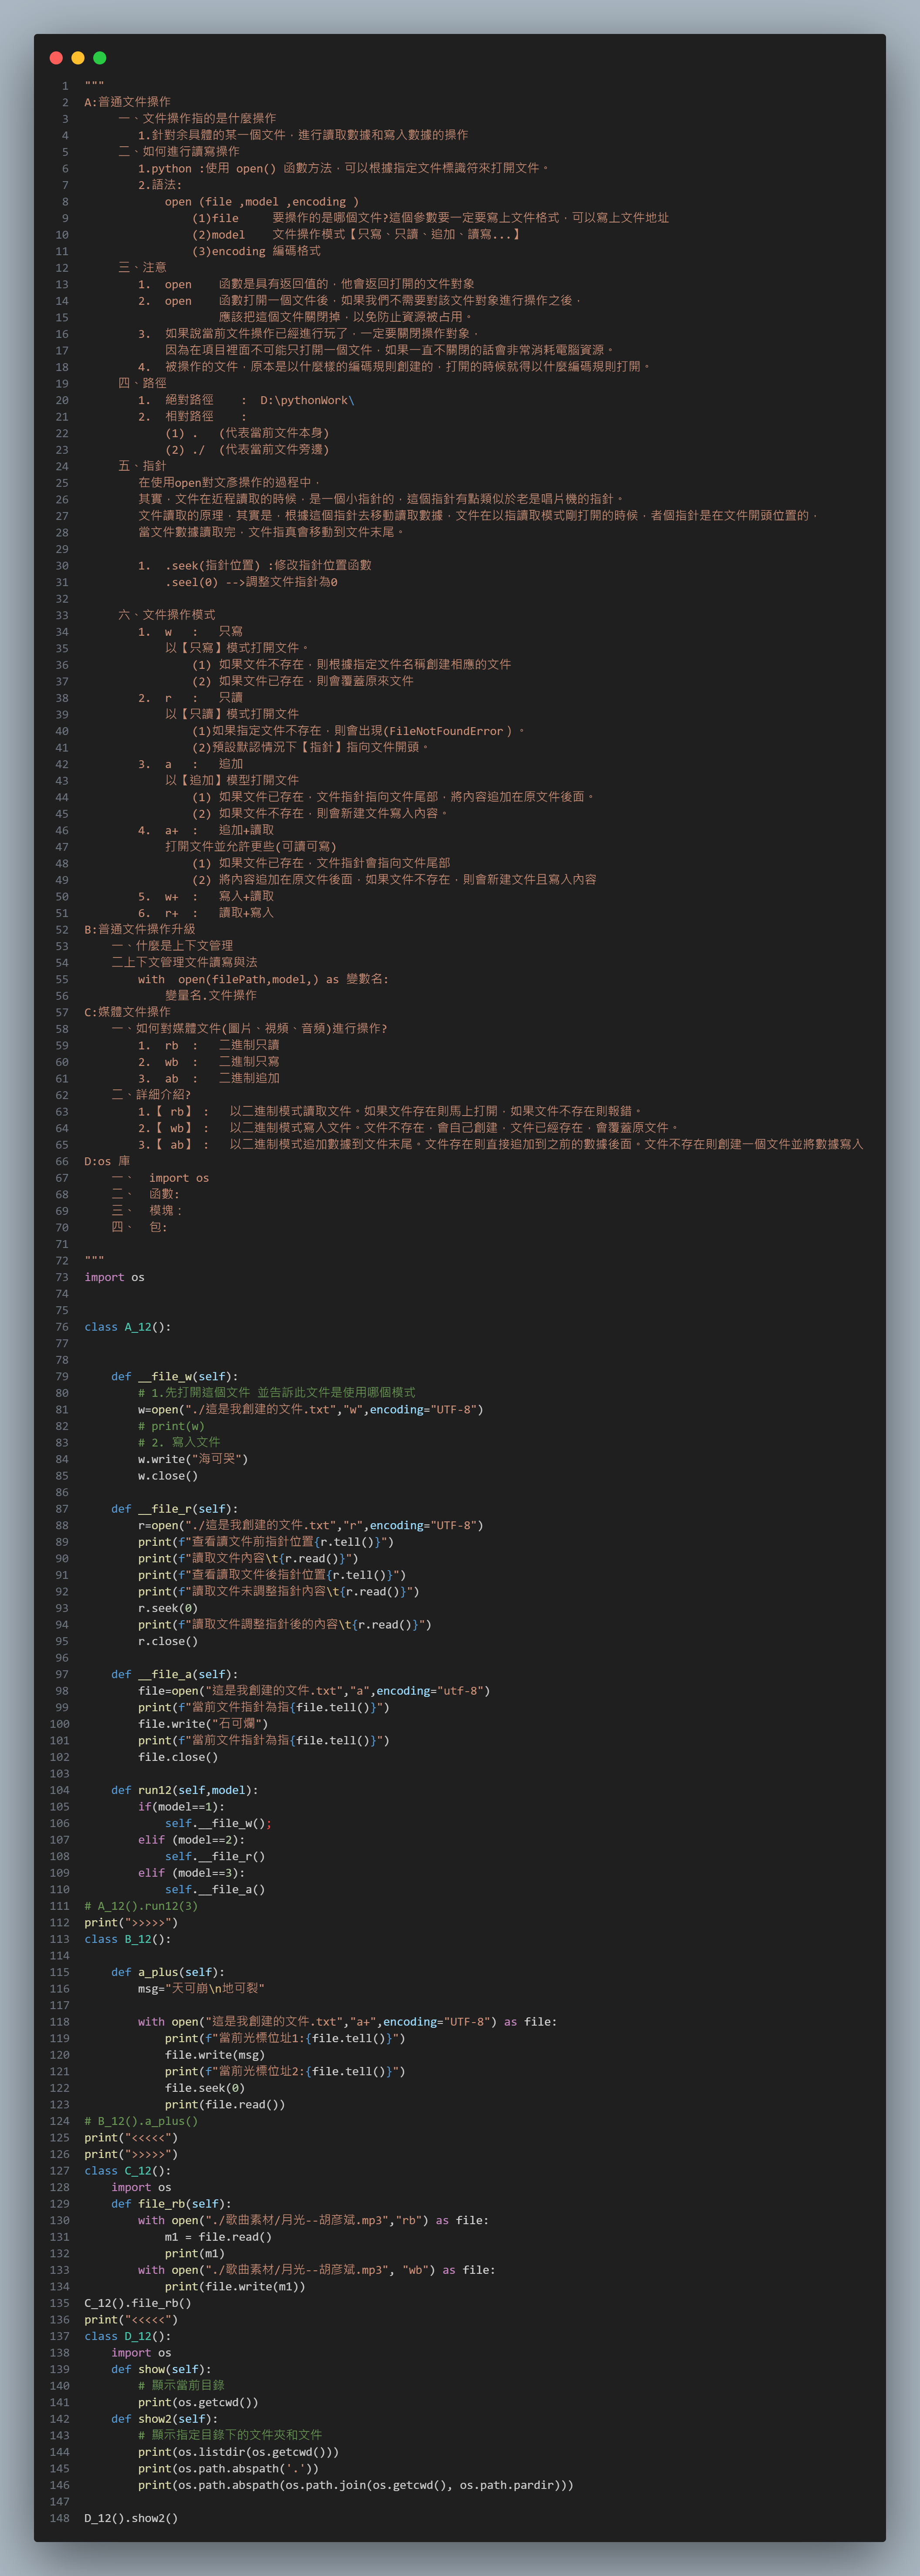 1 """
2 A:普通文件操作
3 一、文件操作指的是什麼操作
4 1.針對余具體的某一個文件，進行讀取數據和寫入數據的操作
5 二、如何進行讀寫操作
6 1.python :使用 open() 函數方法，可以根據指定文件標識符來打開文件。
7 2.語法:
8 open (file ,model ,encoding )
9 (1)file 要操作的是哪個文件?這個參數要一定要寫上文件格式，可以寫上文件地址
10 (2)model 文件操作模式【只寫、只讀、追加、讀寫...】
11 (3)encoding 編碼格式
12 三、注意
13 1. open 函數是具有返回值的，他會返回打開的文件對象
14 2. open 函數打開一個文件後，如果我們不需要對該文件對象進行操作之後，
15 應該把這個文件關閉掉，以免防止資源被占用。
16 3. 如果說當前文件操作已經進行玩了，一定要關閉操作對象，
17 因為在項目裡面不可能只打開一個文件，如果一直不關閉的話會非常消耗電腦資源。
18 4. 被操作的文件，原本是以什麼樣的編碼規則創建的，打開的時候就得以什麼編碼規則打開。
19 四、路徑
20 1. 絕對路徑 : D:\pythonWork\
21 2. 相對路徑 :
22 (1) . (代表當前文件本身)
23 (2) ./ (代表當前文件旁邊)
24 五、指針
25 在使用open對文彥操作的過程中，
26 其實，文件在近程讀取的時候，是一個小指針的，這個指針有點類似於老是唱片機的指針。
27 文件讀取的原理，其實是，根據這個指針去移動讀取數據，文件在以指讀取模式剛打開的時候，者個指針是在文件開頭位置的，
28 當文件數據讀取完，文件指真會移動到文件末尾。
29
30 1. .seek(指針位置) :修改指針位置函數
31 .seel(0) -->調整文件指針為0
32
33 六、文件操作模式
34 1. w : 只寫
35 以【只寫】模式打開文件。
36 (1) 如果文件不存在，則根據指定文件名稱創建相應的文件
37 (2) 如果文件已存在，則會覆蓋原來文件
38 2. r : 只讀
39 以【只讀】模式打開文件
40 (1)如果指定文件不存在，則會出現(FileNotFoundError）。
41 (2)預設默認情況下【指針】指向文件開頭。
42 3. a : 追加
43 以【追加】模型打開文件
44 (1) 如果文件已存在，文件指針指向文件尾部，將內容追加在原文件後面。
45 (2) 如果文件不存在，則會新建文件寫入內容。
46 4. a+ : 追加+讀取
47 打開文件並允許更些(可讀可寫)
48 (1) 如果文件已存在，文件指針會指向文件尾部
49 (2) 將內容追加在原文件後面，如果文件不存在，則會新建文件且寫入內容
50 5. w+ : 寫入+讀取
51 6. r+ : 讀取+寫入
52 B:普通文件操作升級
53 一、什麼是上下文管理
54 二上下文管理文件讀寫與法
55 with open(filePath,model,) as 變數名:
56 變量名.文件操作
57 C:媒體文件操作
58 一、如何對媒體文件(圖片、視頻、音頻)進行操作?
59 1. rb : 二進制只讀
60 2. wb : 二進制只寫
61 3. ab : 二進制追加
62 二、詳細介紹?
63 1.【 rb】 : 以二進制模式讀取文件。如果文件存在則馬上打開，如果文件不存在則報錯。
64 2.【 wb】 : 以二進制模式寫入文件。文件不存在，會自己創建，文件已經存在，會覆蓋原文件。
65 3.【 ab】 : 以二進制模式追加數據到文件末尾。文件存在則直接追加到之前的數據後面。文件不存在則創建一個文件並將數據寫入
66 D:os 庫
67 一、 import os
68 二、 函數:
69 三、 模塊：
70 四、 包:
71
72 """
73 import os
74
75
76 class A_12():
77
78
79 def __file_w(self):
80 # 1.先打開這個文件 並告訴此文件是使用哪個模式
81 w=open("./這是我創建的文件.txt","w",encoding="UTF-8")
82 # print(w)
83 # 2. 寫入文件
84 w.write("海可哭")
85 w.close()
86
87 def __file_r(self):
88 r=open("./這是我創建的文件.txt","r",encoding="UTF-8")
89 print(f"查看讀文件前指針位置{r.tell()}")
90 print(f"讀取文件內容\t{r.read()}")
91 print(f"查看讀取文件後指針位置{r.tell()}")
92 print(f"讀取文件未調整指針內容\t{r.read()}")
93 r.seek(0)
94 print(f"讀取文件調整指針後的內容\t{r.read()}")
95 r.close()
96
97 def __file_a(self):
98 file=open("這是我創建的文件.txt","a",encoding="utf-8")
99 print(f"當前文件指針為指{file.tell()}")
100 file.write("石可爛")
101 print(f"當前文件指針為指{file.tell()}")
102 file.close()
103
104 def run12(self,model):
105 if(model==1):
106 self.__file_w();
107 elif (model==2):
108 self.__file_r()
109 elif (model==3):
110 self.__file_a()
111 # A_12().run12(3)
112 print(">>>>>")
113 class B_12():
114
115 def a_plus(self):
116 msg="天可崩\n地可裂"
117
118 with open("這是我創建的文件.txt","a+",encoding="UTF-8") as file:
119 print(f"當前光標位址1:{file.tell()}")
120 file.write(msg)
121 print(f"當前光標位址2:{file.tell()}")
122 file.seek(0)
123 print(file.read())
124 # B_12().a_plus()
125 print("<<<<<")
126 print(">>>>>")
127 class C_12():
128 import os
129 def file_rb(self):
130 with open("./歌曲素材/月光--胡彦斌.mp3","rb") as file:
131 m1 = file.read()
132 print(m1)
133 with open("./歌曲素材/月光--胡彦斌.mp3", "wb") as file:
134 print(file.write(m1))
135 C_12().file_rb()
136 print("<<<<<")
137 class D_12():
138 import os
139 def show(self):
140 # 顯示當前目錄
141 print(os.getcwd())
142 def show2(self):
143 # 顯示指定目錄下的文件夾和文件
144 print(os.listdir(os.getcwd()))
145 print(os.path.abspath('.'))
146 print(os.path.abspath(os.path.join(os.getcwd(), os.path.pardir)))
147
148 D_12().show2()